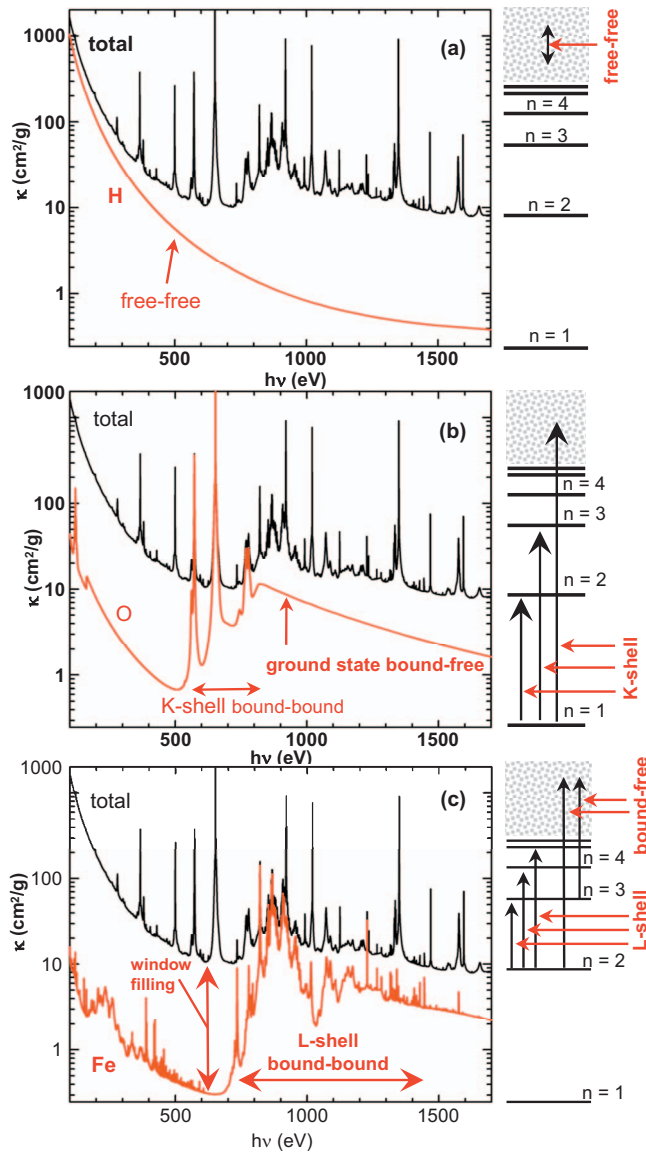 1000
100
10
1
κ (cm²/g)
total
(a)
H
free-free
500
1000
1500
hν (eV)
free-free
n = 4
n = 3
n = 2
n = 1
1000
100
10
1
κ (cm²/g)
total
(b)
O
ground state bound-free
K-shell bound-bound
500
1000
1500
hν (eV)
n = 4
n = 3
n = 2
n = 1
K-shell
1000
100
10
1
κ (cm²/g)
total
(c)
window
filling
Fe
L-shell
bound-bound
500
1000
1500
hν (eV)
bound-free
n = 4
n = 3
L-shell
n = 2
n = 1